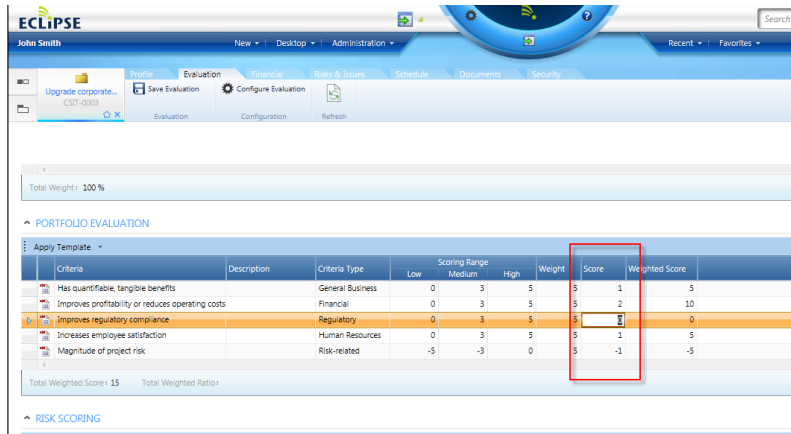 ECLIPSE
Search
John Smith New Desktop Administration Recent Favorites
Profile Evaluation Financial Risks & Issues Schedule Documents Security
Upgrade corporate... Save Evaluation Configure Evaluation
CSIT-0003
Evaluation Configuration Refresh
Total Weight: 100 %
PORTFOLIO EVALUATION
Apply Template
Scoring Range
Criteria Description Criteria Type Low Medium High Weight Score Weighted Score
Has quantifiable, tangible benefits General Business 0 3 5 5 1 5
Improves profitability or reduces operating costs Financial 0 3 5 5 2 10
Improves regulatory compliance Regulatory 0 3 5 5 0
Increases employee satisfaction Human Resources 0 3 5 5 1 5
Magnitude of project risk Risk-related -5 -3 0 5 -1 -5
Total Weighted Score: 15 Total Weighted Ratio:
RISK SCORING